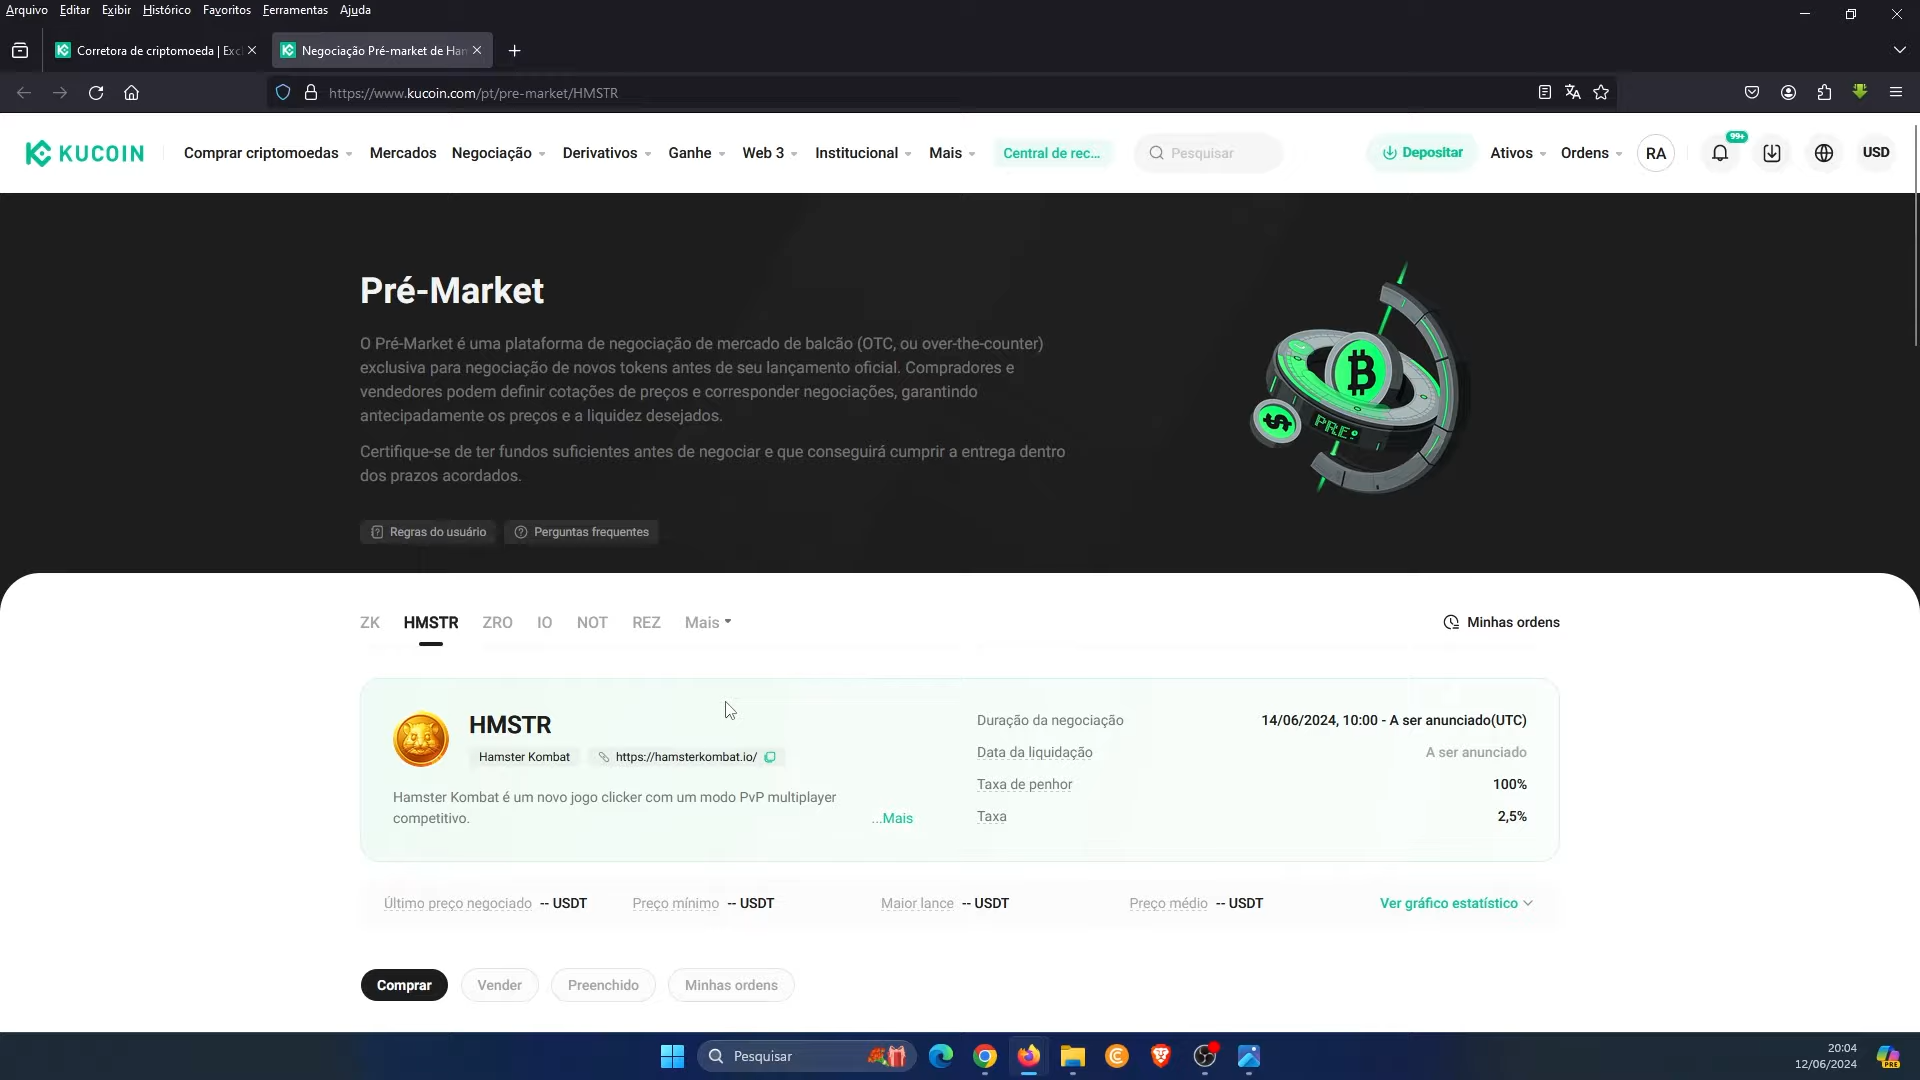 Arquivo Editar Exibir Histórico Favoritos Ferramentas Ajuda
Corretora de criptomoeda | Exc
Negociação Pré-market de Ham
https://www.kucoin.com/pt/pre-market/HMSTR
KUCOIN Comprar criptomoedas Mercados Negociação Derivativos Ganhe Web 3 Institucional Mais Central de rec... Pesquisar Depositar Ativos Ordens RA 99+ USD
Pré-Market
O Pré-Market é uma plataforma de negociação de mercado de balcão (OTC, ou over-the-counter)
exclusiva para negociação de novos tokens antes de seu lançamento oficial. Compradores e
vendedores podem definir cotações de preços e corresponder negociações, garantindo
antecipadamente os preços e a liquidez desejados.
Certifique-se de ter fundos suficientes antes de negociar e que conseguirá cumprir a entrega dentro
dos prazos acordados.
PRE
Regras do usuário Perguntas frequentes
ZK HMSTR ZRO IO NOT REZ Mais Minhas ordens
HMSTR
Hamster Kombat https://hamsterkombat.io/
Hamster Kombat é um novo jogo clicker com um modo PvP multiplayer
competitivo. ...Mais
Duração da negociação 14/06/2024, 10:00 - A ser anunciado(UTC)
Data da liquidação A ser anunciado
Taxa de penhor 100%
Taxa 2,5%
Último preço negociado -- USDT Preço mínimo -- USDT Maior lance -- USDT Preço médio -- USDT Ver gráfico estatístico
Comprar Vender Preenchido Minhas ordens
Pesquisar
20:04
12/06/2024
PRE